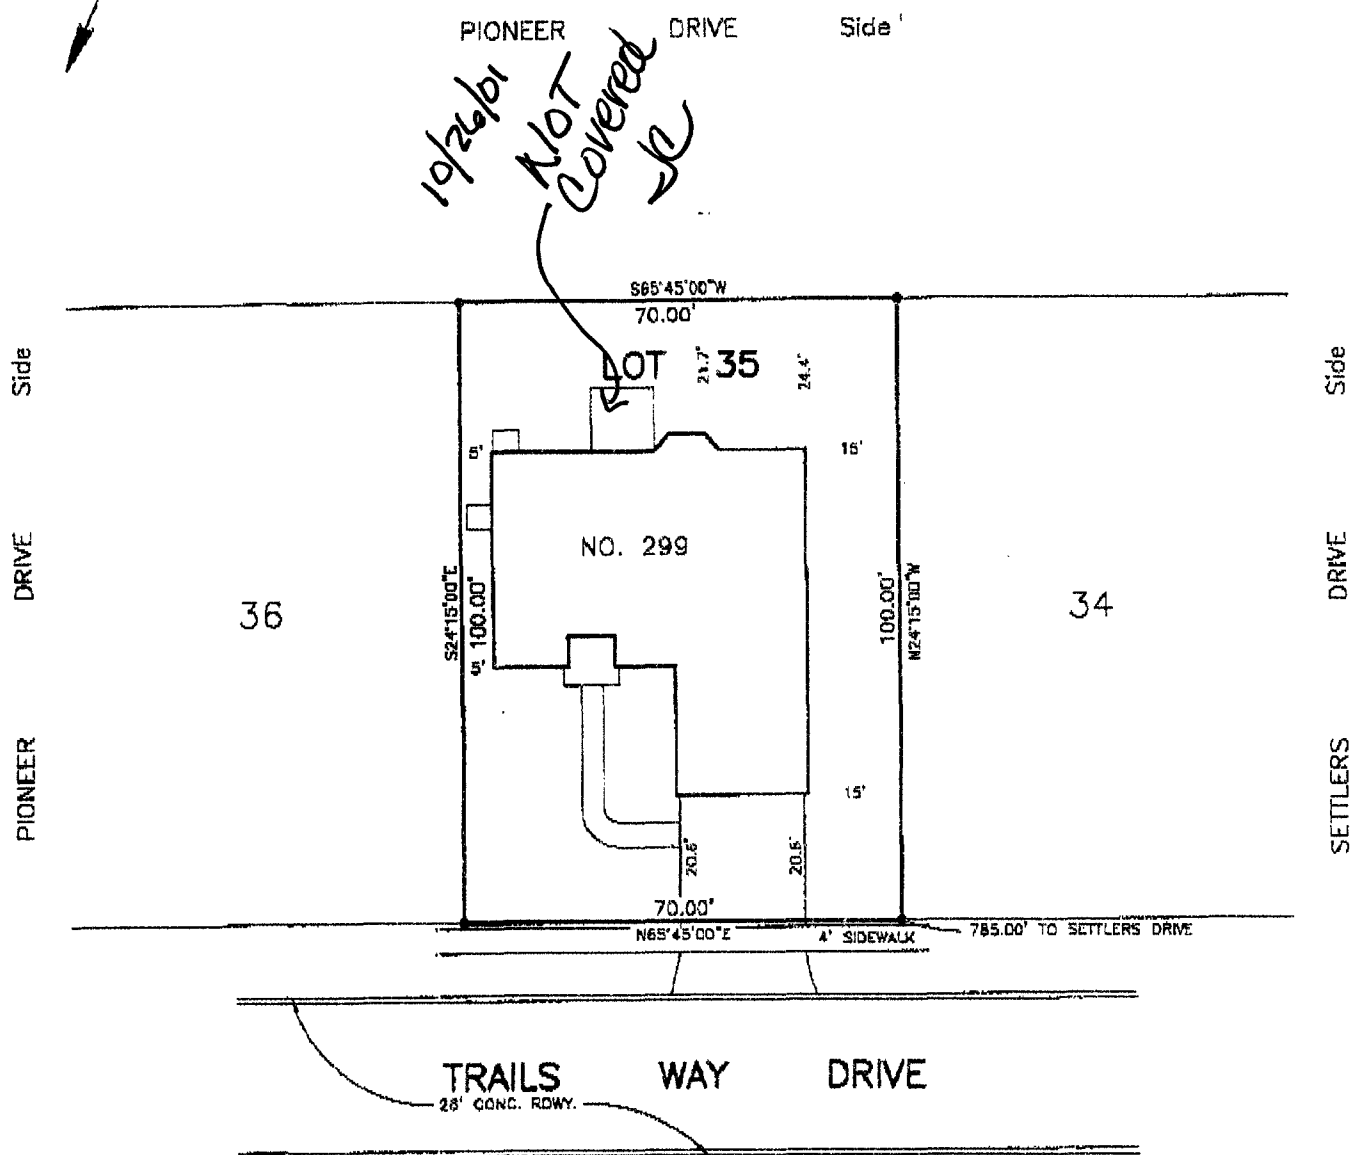 PIONEER DRIVE Side
10/26/01
NOT
Covered
JC
S65°45'00"W
70.00'
LOT 35
21.7'
24.4'
Side
DRIVE
PIONEER
Side
DRIVE
SETTLERS
5'
15'
NO. 299
36
34
S24°15'00"E
100.00'
100.00'
N24°15'00"W
5'
15'
20.6'
20.6'
70.00'
N65°45'00"E
4' SIDEWALK
785.00' TO SETTLERS DRIVE
TRAILS WAY DRIVE
28' CONC. RDWY.